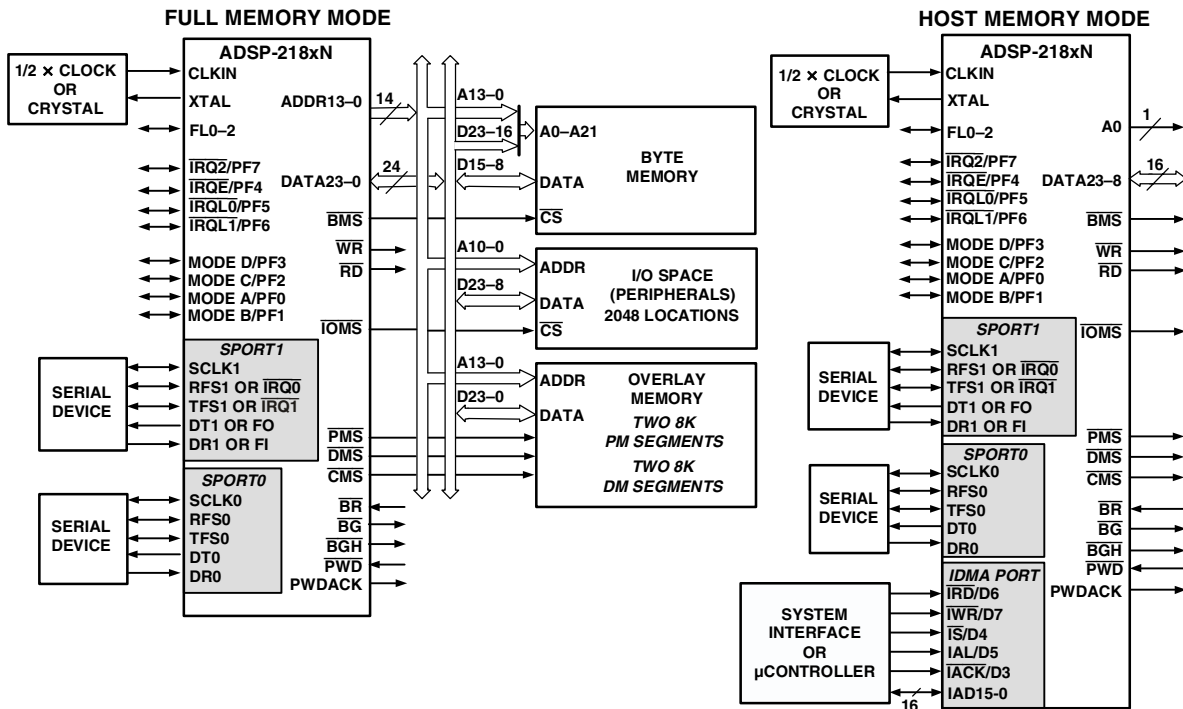 FULL MEMORY MODE
ADSP-218xN
1/2 × CLOCK
OR
CRYSTAL
CLKIN
XTAL
FL0–2
IRQ2/PF7
IRQE/PF4
IRQL0/PF5
IRQL1/PF6
MODE D/PF3
MODE C/PF2
MODE A/PF0
MODE B/PF1
ADDR13–0
14
DATA23–0
24
BMS
WR
RD
IOMS
SERIAL
DEVICE
SPORT1
SCLK1
RFS1 OR IRQ0
TFS1 OR IRQ1
DT1 OR FO
DR1 OR FI
PMS
DMS
CMS
SERIAL
DEVICE
SPORT0
SCLK0
RFS0
TFS0
DT0
DR0
BR
BG
BGH
PWD
PWDACK
A13–0
D23–16
D15–8
A0–A21
DATA
CS
BYTE
MEMORY
A10–0
D23–8
ADDR
DATA
CS
I/O SPACE
(PERIPHERALS)
2048 LOCATIONS
A13–0
D23–0
ADDR
DATA
OVERLAY
MEMORY
TWO 8K
PM SEGMENTS
TWO 8K
DM SEGMENTS
HOST MEMORY MODE
ADSP-218xN
1/2 × CLOCK
OR
CRYSTAL
CLKIN
XTAL
FL0–2
IRQ2/PF7
IRQE/PF4
IRQL0/PF5
IRQL1/PF6
MODE D/PF3
MODE C/PF2
MODE A/PF0
MODE B/PF1
A0
1
DATA23–8
16
BMS
WR
RD
IOMS
SERIAL
DEVICE
SPORT1
SCLK1
RFS1 OR IRQ0
TFS1 OR IRQ1
DT1 OR FO
DR1 OR FI
PMS
DMS
CMS
SERIAL
DEVICE
SPORT0
SCLK0
RFS0
TFS0
DT0
DR0
BR
BG
BGH
PWD
PWDACK
SYSTEM
INTERFACE
OR
µCONTROLLER
IDMA PORT
IRD/D6
IWR/D7
IS/D4
IAL/D5
IACK/D3
IAD15-0
16